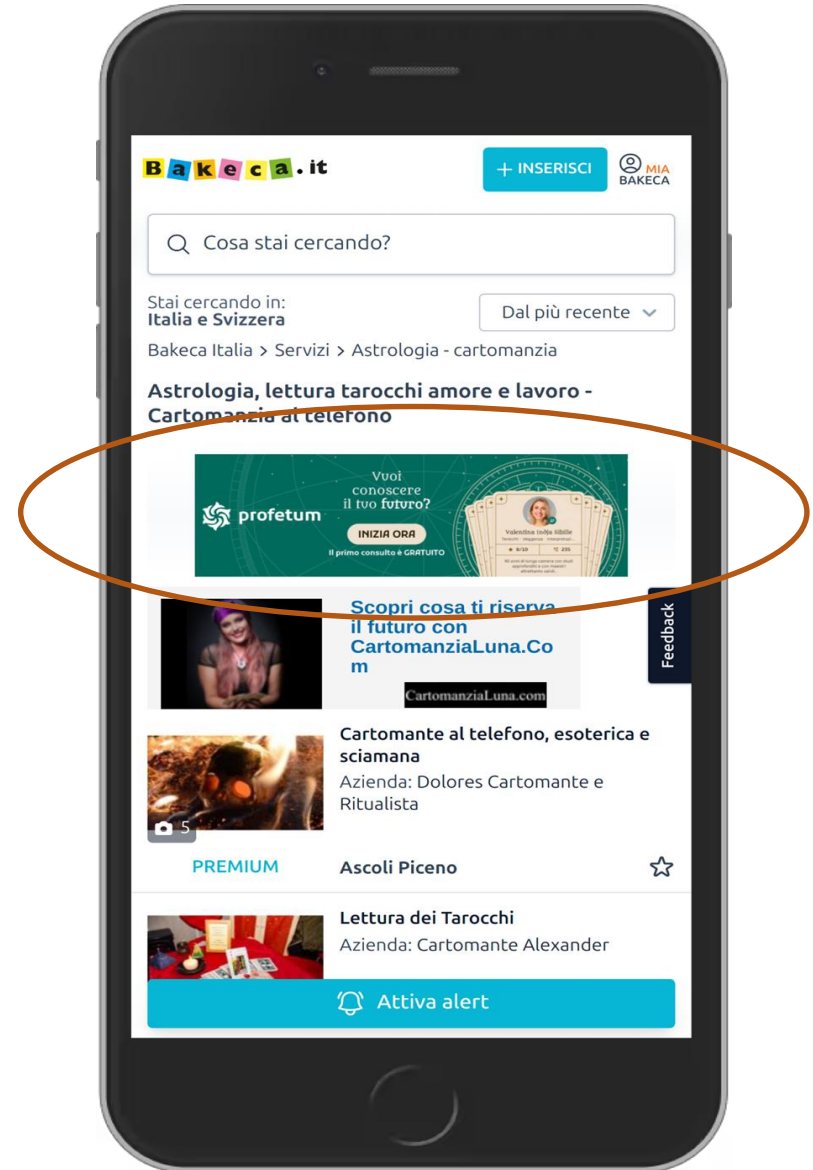 Bakeca.it
+ INSERISCI
MIA
BAKECA
Cosa stai cercando?
Stai cercando in:
Italia e Svizzera
Dal più recente
Bakeca Italia > Servizi > Astrologia - cartomanzia
Astrologia, lettura tarocchi amore e lavoro -
Cartomanzia al telefono
Vuoi
conoscere
il tuo futuro?
profetum
INIZIA ORA
Il primo consulto è GRATUITO
Valentina
Sibille
235
Scopri cosa ti riserva
il futuro con
CartomanziaLuna.Co
m
CartomanziaLuna.com
Feedback
Cartomante al telefono, esoterica e
sciamana
Azienda: Dolores Cartomante e
Ritualista
5
PREMIUM
Ascoli Piceno
Lettura dei Tarocchi
Azienda: Cartomante Alexander
Attiva alert